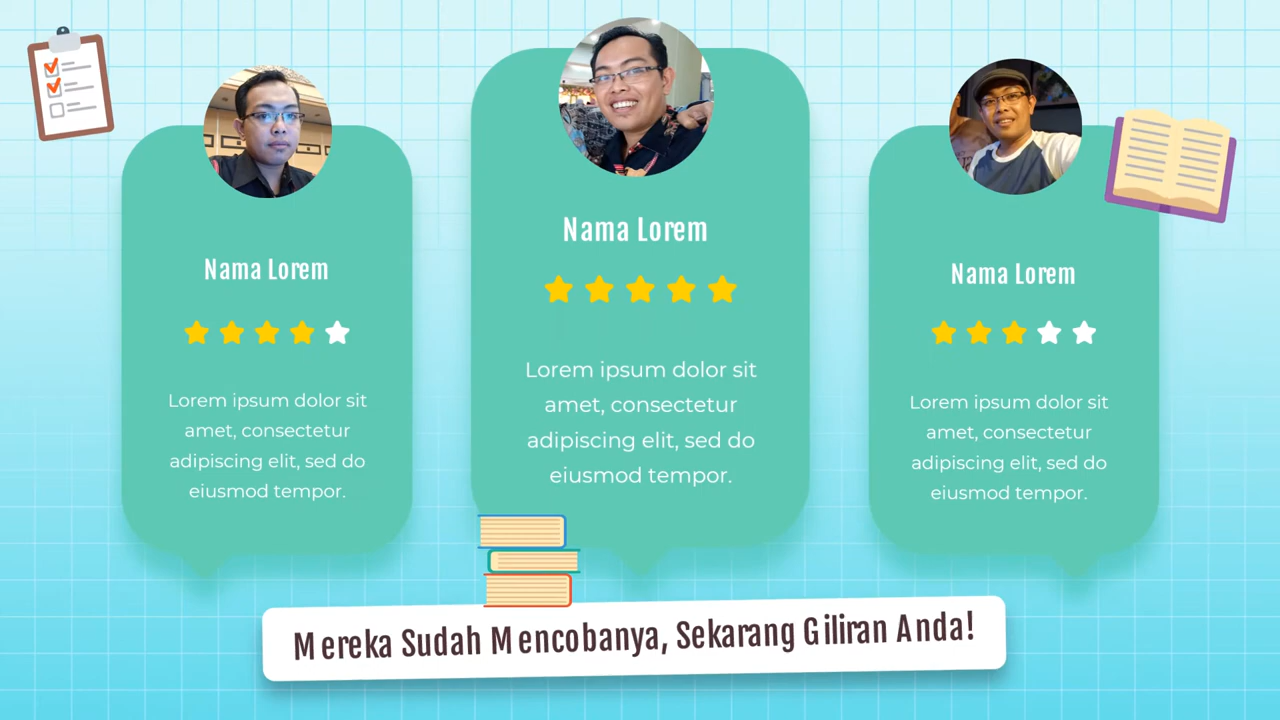 Nama Lorem
Lorem ipsum dolor sit
amet, consectetur
adipiscing elit, sed do
eiusmod tempor.
Nama Lorem
Lorem ipsum dolor sit
amet, consectetur
adipiscing elit, sed do
eiusmod tempor.
Nama Lorem
Lorem ipsum dolor sit
amet, consectetur
adipiscing elit, sed do
eiusmod tempor.
Mereka Sudah Mencobanya, Sekarang Giliran Anda!